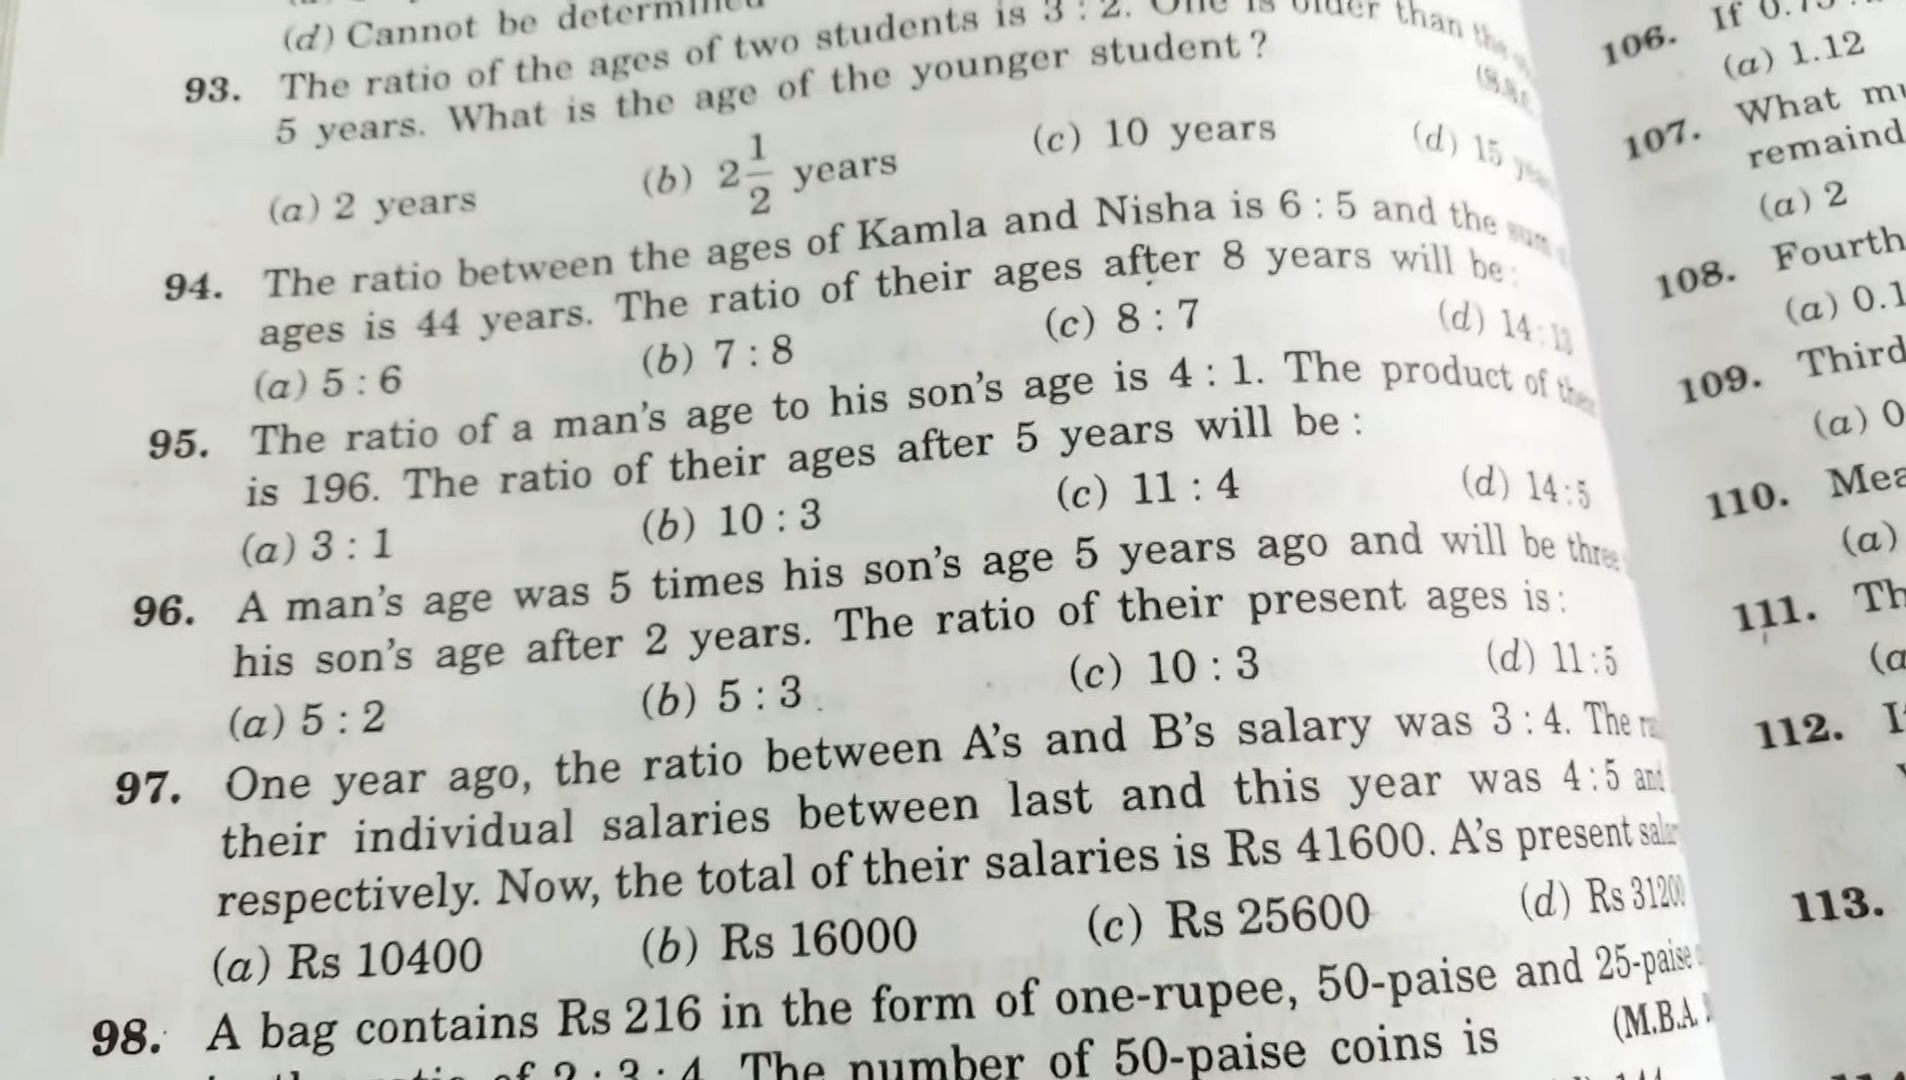 (d) Cannot be determined
93. The ratio of the ages of two students is 3 : 2. One is older than the
5 years. What is the age of the younger student ?
(a) 2 years (b) 2 1/2 years (c) 10 years (d) 15
94. The ratio between the ages of Kamla and Nisha is 6 : 5 and the sum
ages is 44 years. The ratio of their ages after 8 years will be :
(a) 5 : 6 (b) 7 : 8 (c) 8 : 7 (d) 14 : 13
95. The ratio of a man's age to his son's age is 4 : 1. The product of
is 196. The ratio of their ages after 5 years will be :
(a) 3 : 1 (b) 10 : 3 (c) 11 : 4 (d) 14 : 5
96. A man's age was 5 times his son's age 5 years ago and will be three
his son's age after 2 years. The ratio of their present ages is :
(a) 5 : 2 (b) 5 : 3 (c) 10 : 3 (d) 11 : 5
97. One year ago, the ratio between A's and B's salary was 3 : 4. The
their individual salaries between last and this year was 4 : 5 and
respectively. Now, the total of their salaries is Rs 41600. A's present
(a) Rs 10400 (b) Rs 16000 (c) Rs 25600 (d) Rs 31200
98. A bag contains Rs 216 in the form of one-rupee, 50-paise and 25-paise
of 2 : 3 : 4. The number of 50-paise coins is
(M.B.A.
106. If
(a) 1.12
107. What
remaind
(a) 2
108. Fourth
(a) 0.1
109. Third
(a) 0
110. Mea
(a)
111. Th
(a
112.
113.